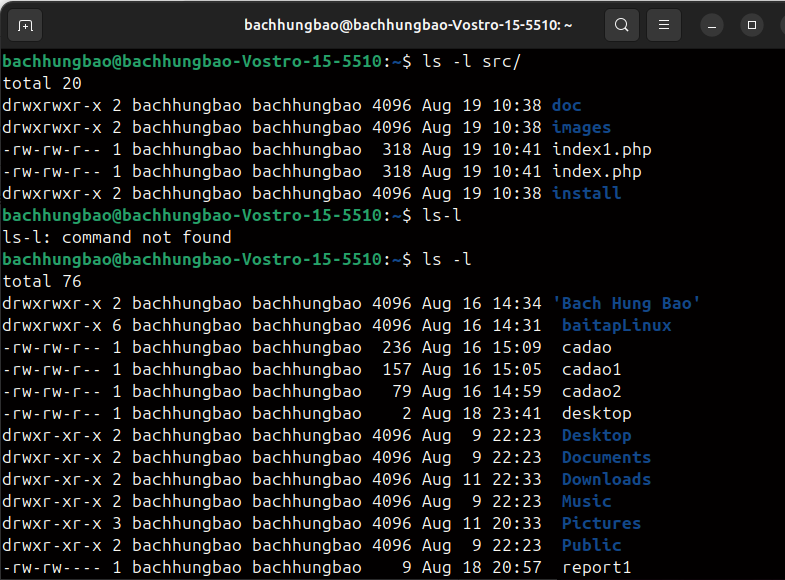 bachhungbao@bachhungbao-Vostro-15-5510: ~
bachhungbao@bachhungbao-Vostro-15-5510:~$ ls -l src/
total 20
drwxrwxr-x 2 bachhungbao bachhungbao 4096 Aug 19 10:38 doc
drwxrwxr-x 2 bachhungbao bachhungbao 4096 Aug 19 10:38 images
-rw-rw-r-- 1 bachhungbao bachhungbao  318 Aug 19 10:41 index1.php
-rw-rw-r-- 1 bachhungbao bachhungbao  318 Aug 19 10:41 index.php
drwxrwxr-x 2 bachhungbao bachhungbao 4096 Aug 19 10:38 install
bachhungbao@bachhungbao-Vostro-15-5510:~$ ls-l
ls-l: command not found
bachhungbao@bachhungbao-Vostro-15-5510:~$ ls -l
total 76
drwxrwxr-x 2 bachhungbao bachhungbao 4096 Aug 16 14:34 'Bach Hung Bao'
drwxrwxr-x 6 bachhungbao bachhungbao 4096 Aug 16 14:31  baitapLinux
-rw-rw-r-- 1 bachhungbao bachhungbao  236 Aug 16 15:09  cadao
-rw-rw-r-- 1 bachhungbao bachhungbao  157 Aug 16 15:05  cadao1
-rw-rw-r-- 1 bachhungbao bachhungbao   79 Aug 16 14:59  cadao2
-rw-rw-r-- 1 bachhungbao bachhungbao    2 Aug 18 23:41  desktop
drwxr-xr-x 2 bachhungbao bachhungbao 4096 Aug  9 22:23  Desktop
drwxr-xr-x 2 bachhungbao bachhungbao 4096 Aug  9 22:23  Documents
drwxr-xr-x 2 bachhungbao bachhungbao 4096 Aug 11 22:33  Downloads
drwxr-xr-x 2 bachhungbao bachhungbao 4096 Aug  9 22:23  Music
drwxr-xr-x 3 bachhungbao bachhungbao 4096 Aug 11 20:33  Pictures
drwxr-xr-x 2 bachhungbao bachhungbao 4096 Aug  9 22:23  Public
-rw-rw---- 1 bachhungbao bachhungbao    9 Aug 18 20:57  report1